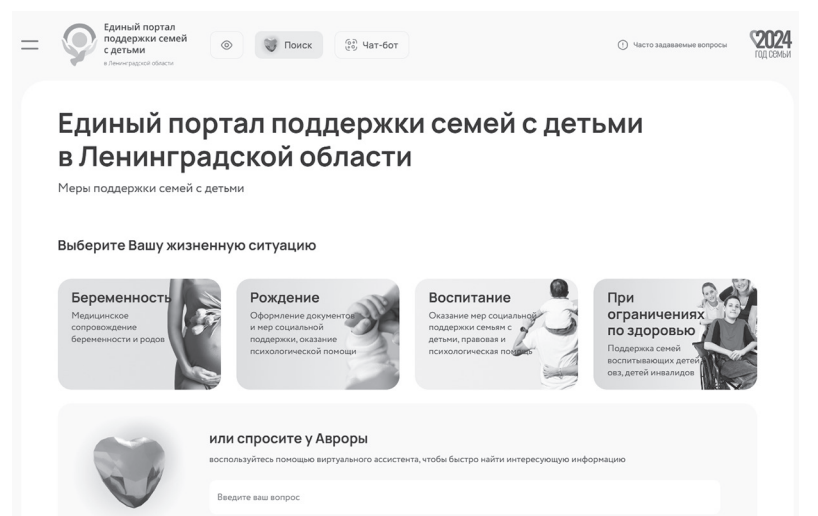 Единый портал
поддержки семей
с детьми
в Ленинградской области
Поиск
Чат-бот
Часто задаваемые вопросы
2024
ГОД СЕМЬИ
Единый портал поддержки семей с детьми
в Ленинградской области
Меры поддержки семей с детьми
Выберите Вашу жизненную ситуацию
Беременность
Медицинское
сопровождение
беременности и родов
Рождение
Оформление документов
и мер социальной
поддержки, оказание
психологической помощи
Воспитание
Оказание мер социальной
поддержки семьям с
детьми, правовая и
психологическая помощь
При
ограничениях
по здоровью
Поддержка семей
воспитывающих детей
овз, детей инвалидов
или спросите у Авроры
воспользуйтесь помощью виртуального ассистента, чтобы быстро найти интересующую информацию
Введите ваш вопрос